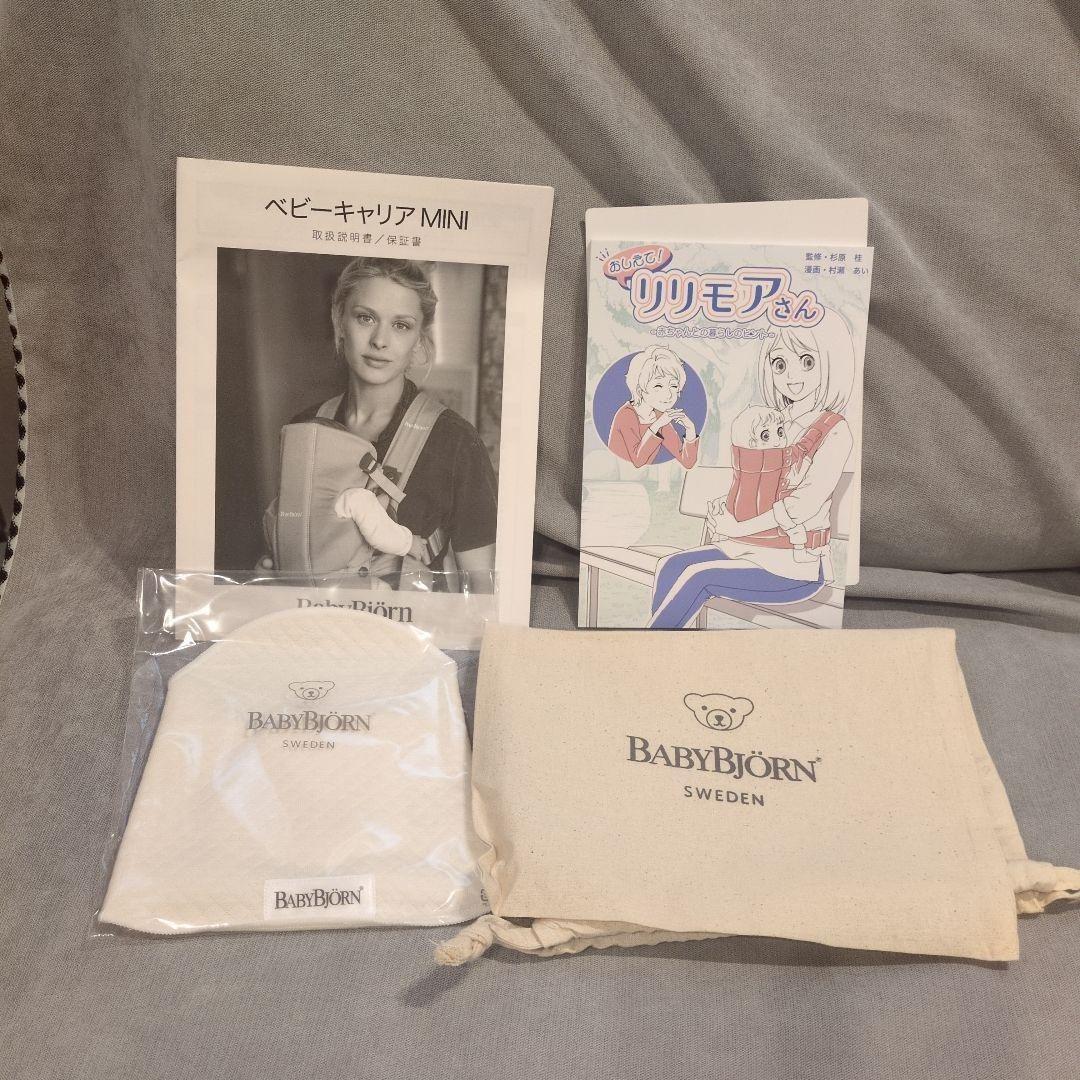 ベビーキャリア MINI
取扱説明書／保証書
BabyBjörn
BabyBjörn
BabyBjörn
おしえて！
リリモアさん
-赤ちゃんとの暮らしのヒント-
監修・杉原　桂
漫画・村瀬　あい
BABYBJÖRN
SWEDEN
BABYBJÖRN®
BABYBJÖRN®
SWEDEN